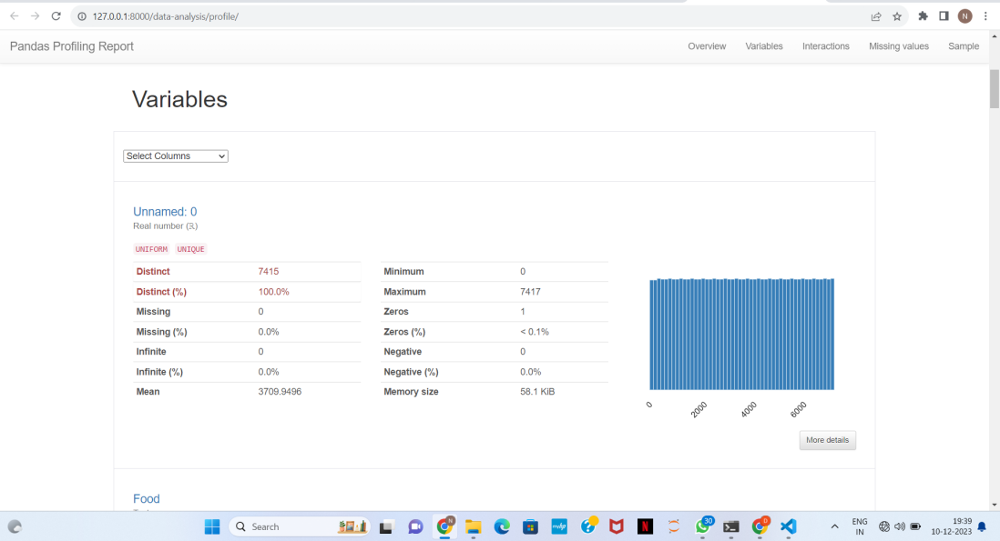 127.0.0.1:8000/data-analysis/profile/
N
Pandas Profiling Report
Overview
Variables
Interactions
Missing values
Sample
Variables
Select Columns
Unnamed: 0
Real number (ℝ)
UNIFORM UNIQUE
Distinct 7415
Distinct (%) 100.0%
Missing 0
Missing (%) 0.0%
Infinite 0
Infinite (%) 0.0%
Mean 3709.9496
Minimum 0
Maximum 7417
Zeros 1
Zeros (%) < 0.1%
Negative 0
Negative (%) 0.0%
Memory size 58.1 KiB
0 2000 4000 6000
More details
Food
Search
N
30
ENG
IN
19:39
10-12-2023